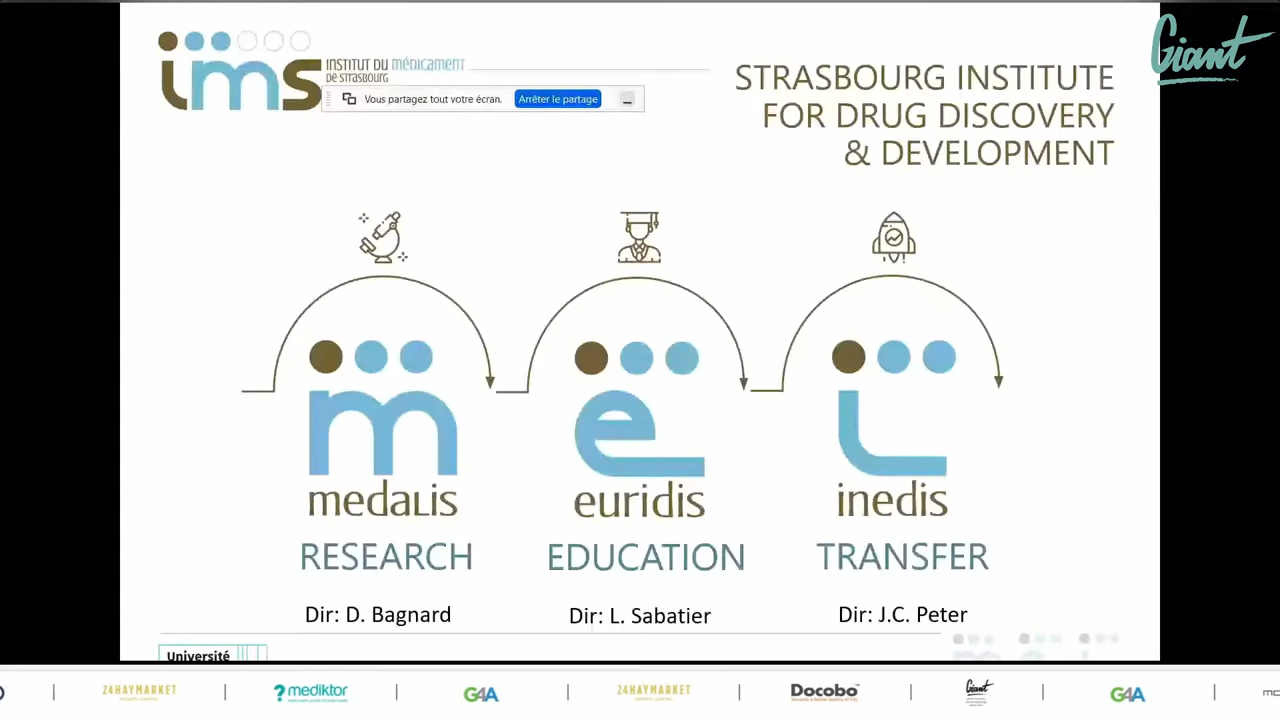 Giant
ims
INSTITUT DU MÉDICAMENT
DE STRASBOURG
Vous partagez tout votre écran.
Arrêter le partage
STRASBOURG INSTITUTE
FOR DRUG DISCOVERY
& DEVELOPMENT
m
e
i
medalis
euridis
inedis
RESEARCH
EDUCATION
TRANSFER
Dir: D. Bagnard
Dir: L. Sabatier
Dir: J.C. Peter
Université
24HAYMARKET
mediktor
G4A
24HAYMARKET
Docobo
Giant
G4A